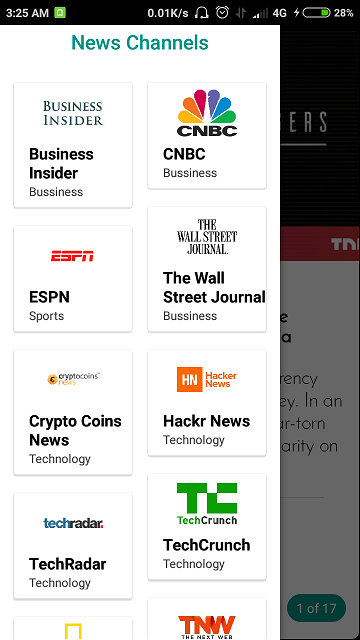 3:25 AM
0.01K/s 4G 28%
News Channels
BUSINESS
INSIDER
Business
Insider
Bussiness
CNBC
CNBC
Bussiness
ESPN
ESPN
Sports
THE
WALL STREET
JOURNAL.
The Wall
Street Journal
Bussiness
cryptocoins
news
Crypto Coins
News
Technology
HN Hacker
News
Hackr News
Technology
techradar.
TechRadar
Technology
TC
TechCrunch
TechCrunch
Technology
TNW
THE NEXT WEB
ERS
e
a
rency
ey. In an
ar-torn
arity on
1 of 17